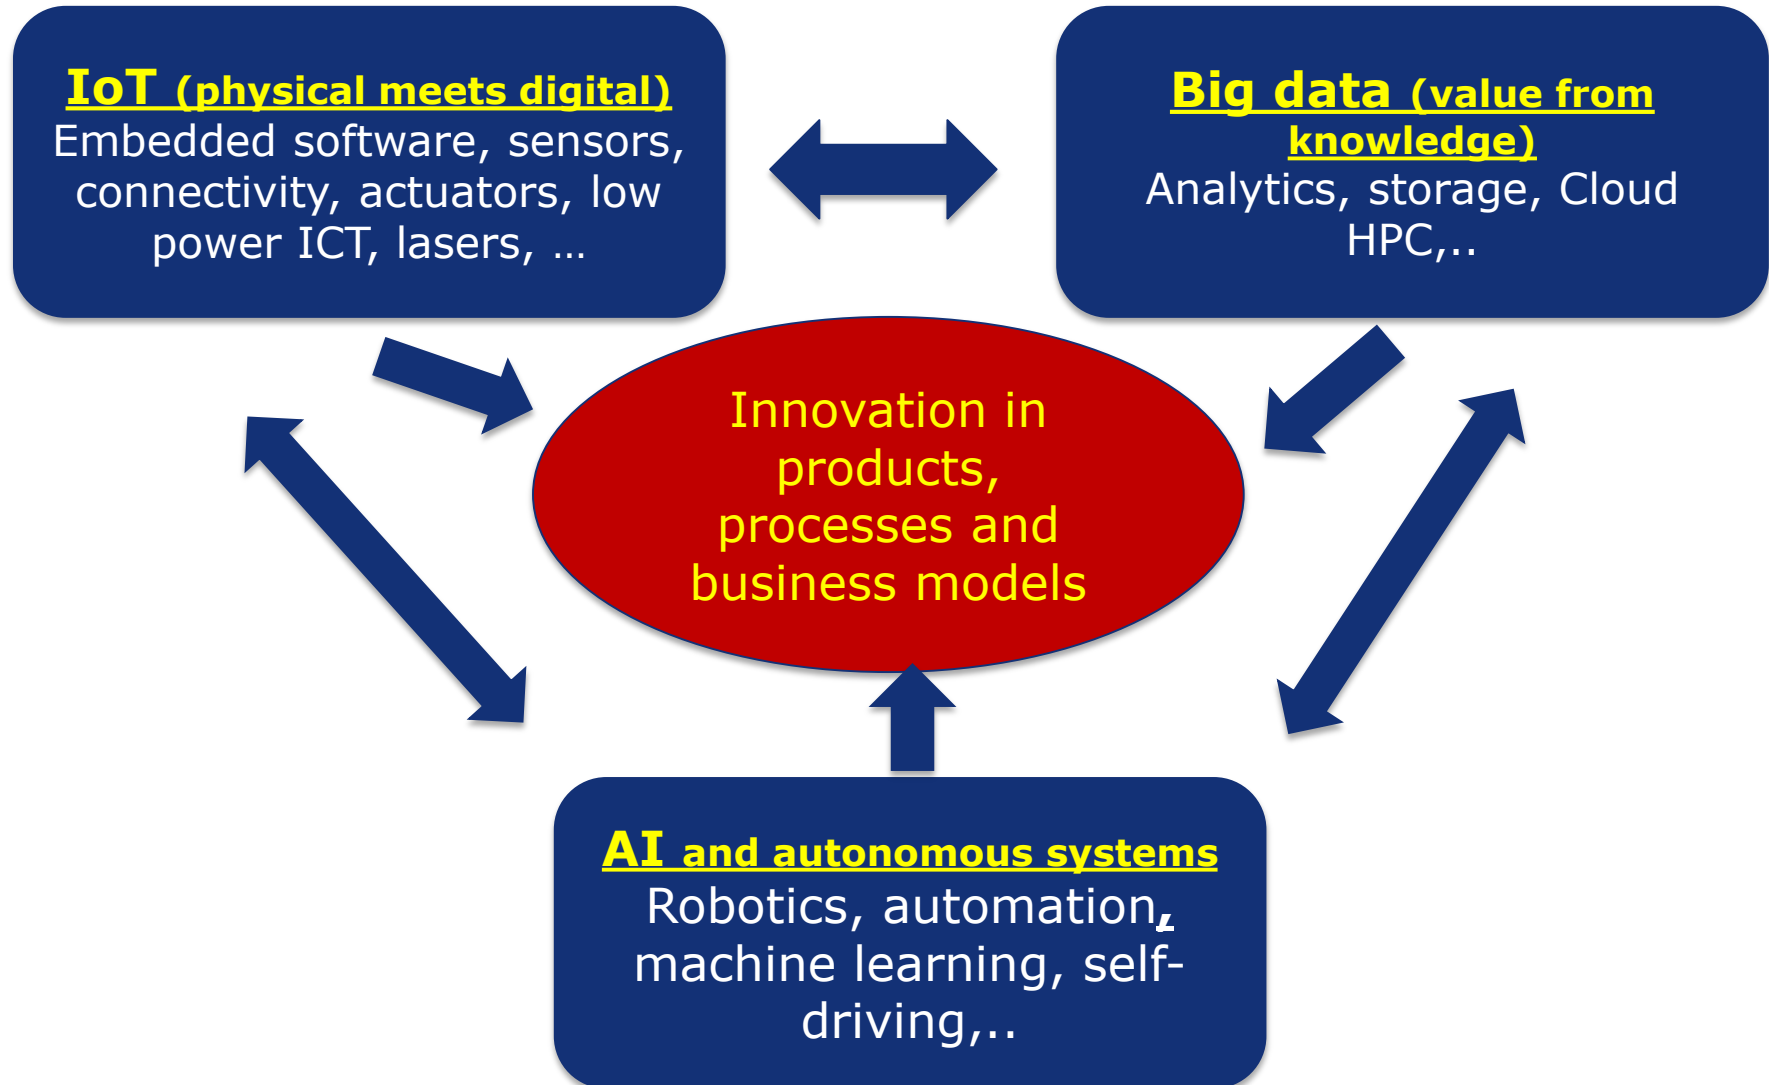 IoT (physical meets digital)
Embedded software, sensors,
connectivity, actuators, low
power ICT, lasers, …
Big data (value from
knowledge)
Analytics, storage, Cloud
HPC,..
Innovation in
products,
processes and
business models
AI and autonomous systems
Robotics, automation,
machine learning, self-
driving,..